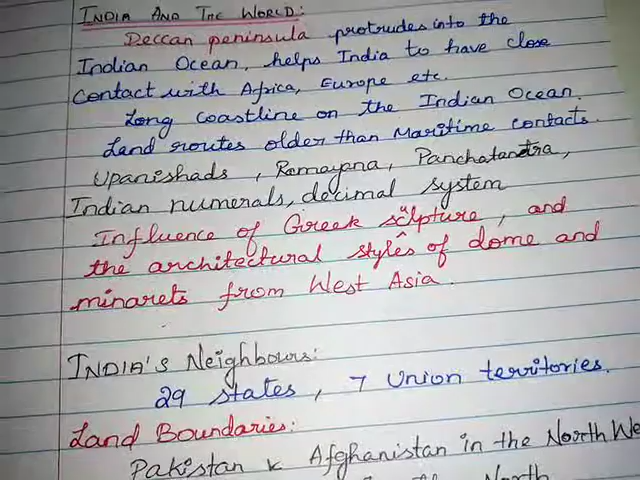 INDIA AND THE WORLD:
Deccan peninsula protrudes into the
Indian Ocean, helps India to have close
contact with Africa, Europe etc.
Long coastline on the Indian Ocean.
Land routes older than Maritime contacts.
Upanishads, Ramayana, Panchatantra,
Indian numerals, decimal system
Influence of Greek sculpture, and
the architectural styles of dome and
minarets from West Asia.
INDIA'S Neighbours:
29 states, 7 Union territories.
Land Boundaries:
Pakistan & Afghanistan in the North We
North